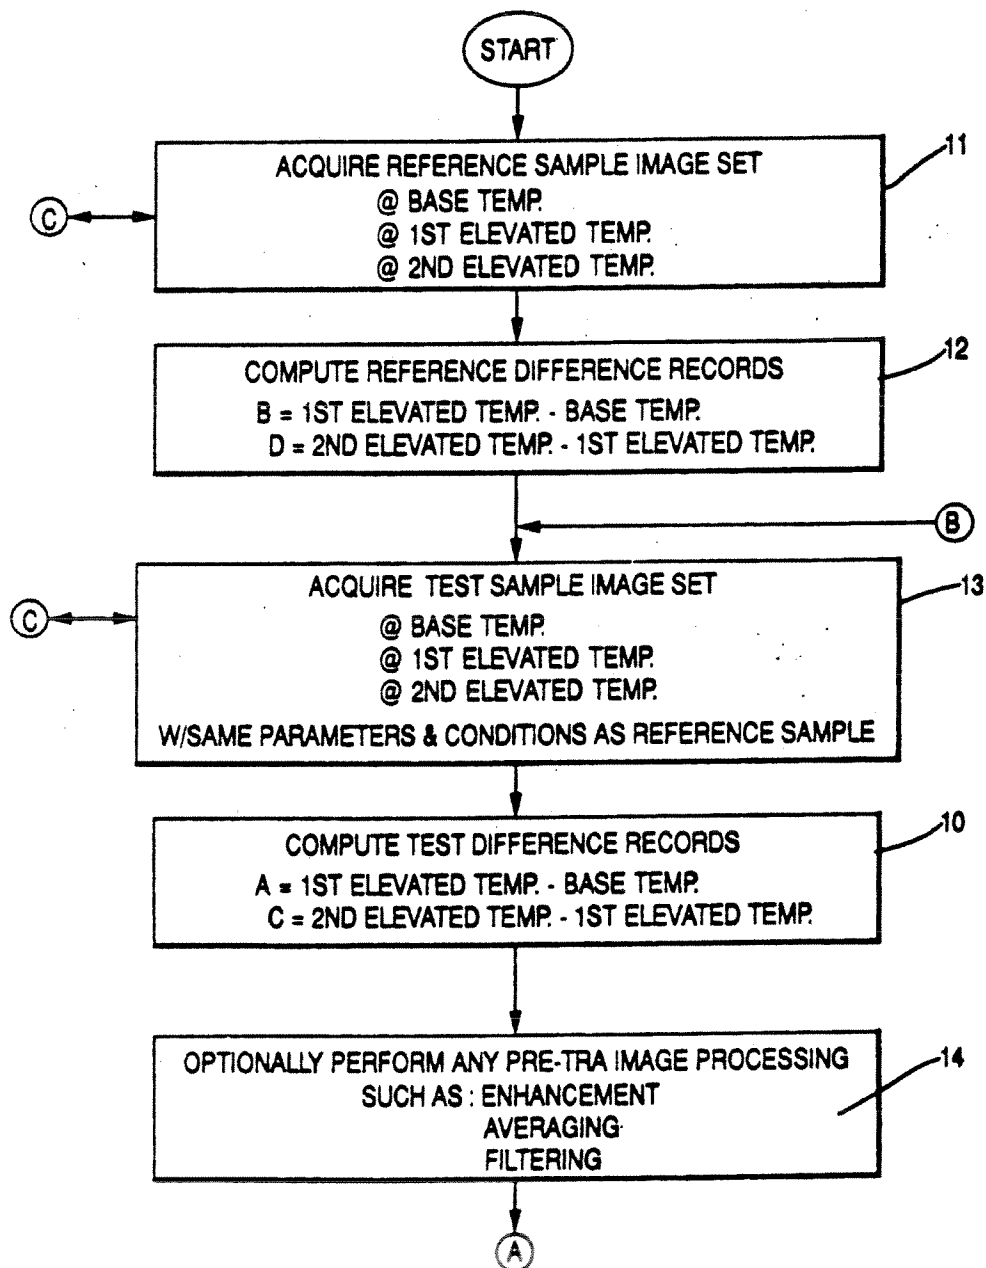 START
11
ACQUIRE REFERENCE SAMPLE IMAGE SET
@ BASE TEMP.
C
@ 1ST ELEVATED TEMP.
@ 2ND ELEVATED TEMP.
12
COMPUTE REFERENCE DIFFERENCE RECORDS
B = 1ST ELEVATED TEMP. - BASE TEMP.
D = 2ND ELEVATED TEMP. - 1ST ELEVATED TEMP.
B
ACQUIRE TEST SAMPLE IMAGE SET
13
C
@ BASE TEMP.
@ 1ST ELEVATED TEMP.
@ 2ND ELEVATED TEMP.
W/SAME PARAMETERS & CONDITIONS AS REFERENCE SAMPLE
10
COMPUTE TEST DIFFERENCE RECORDS
A = 1ST ELEVATED TEMP. - BASE TEMP.
C = 2ND ELEVATED TEMP. - 1ST ELEVATED TEMP.
OPTIONALLY PERFORM ANY PRE-TRA IMAGE PROCESSING
14
SUCH AS : ENHANCEMENT
AVERAGING
FILTERING
A